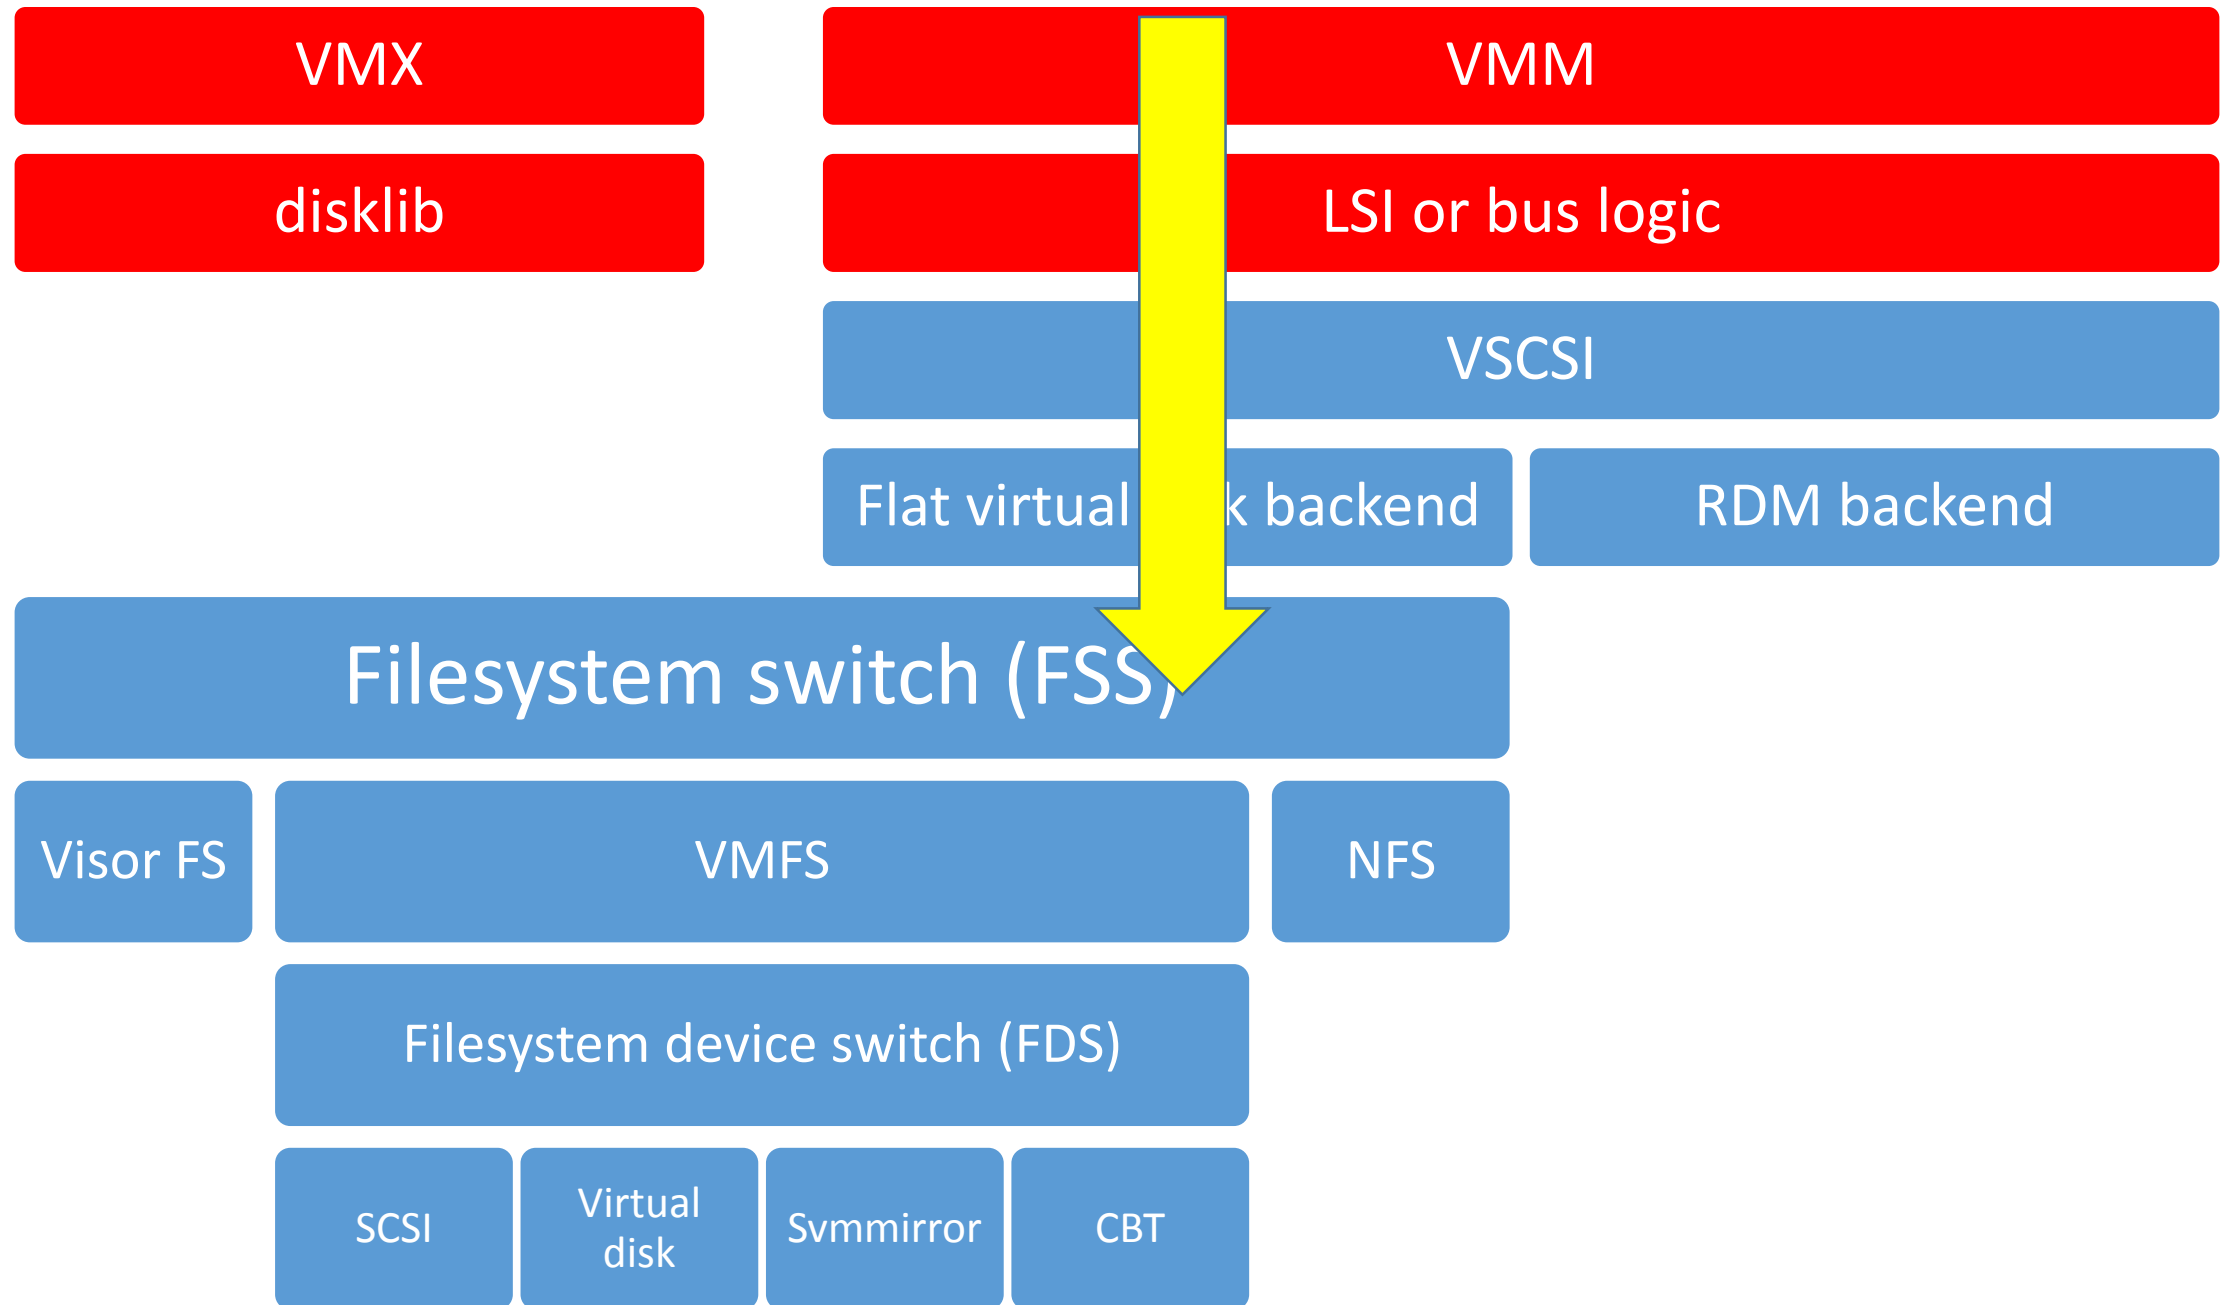 VMX
VMM
disklib
LSI or bus logic
VSCSI
Flat virtual k backend
RDM backend
Filesystem switch (FSS)
Visor FS
VMFS
NFS
Filesystem device switch (FDS)
SCSI
Virtual
disk
Svmmirror
CBT